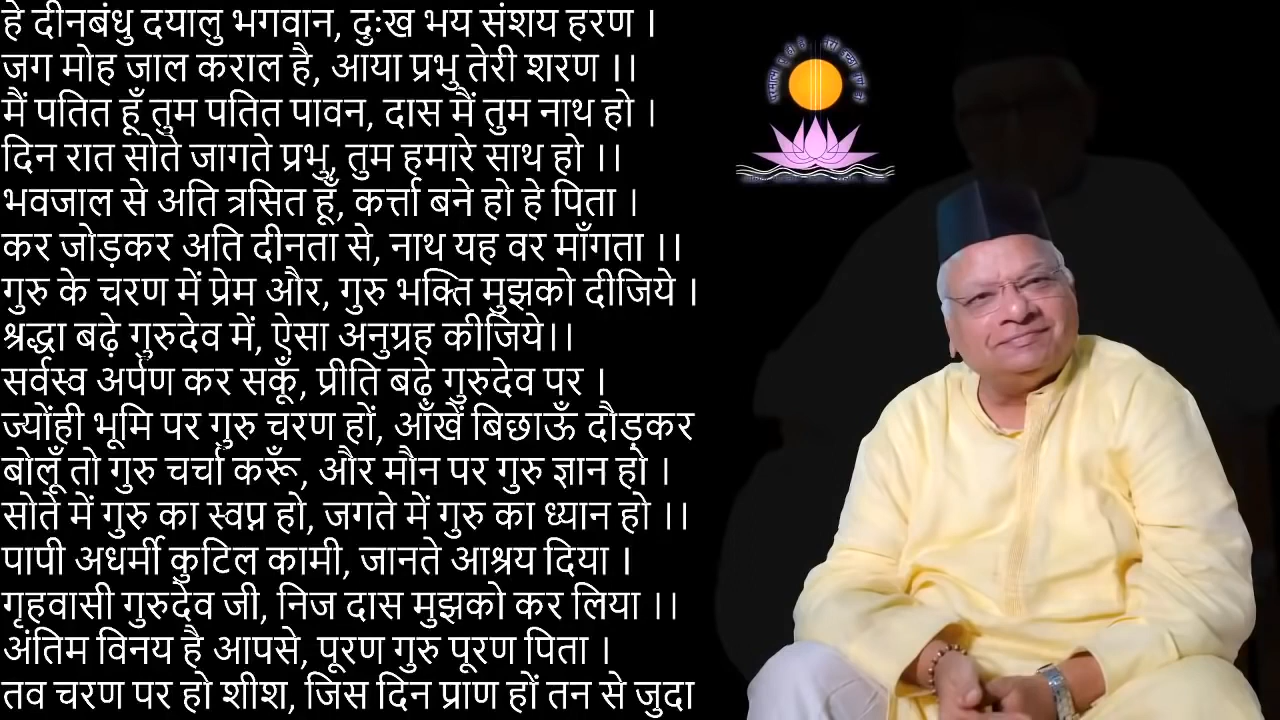 हे दीनबंधु दयालु भगवान, दुःख भय संशय हरण ।
जग मोह जाल कराल है, आया प्रभु तेरी शरण ।।
मैं पतित हूँ तुम पतित पावन, दास मैं तुम नाथ हो ।
दिन रात सोते जागते प्रभु, तुम हमारे साथ हो ।।
भवजाल से अति त्रसित हूँ, कर्त्ता बने हो हे पिता ।
कर जोड़कर अति दीनता से, नाथ यह वर माँगता ।।
गुरु के चरण में प्रेम और, गुरु भक्ति मुझको दीजिये ।
श्रद्धा बढ़े गुरुदेव में, ऐसा अनुग्रह कीजिये।।
सर्वस्व अर्पण कर सकूँ, प्रीति बढे गुरुदेव पर ।
ज्योंही भूमि पर गुरु चरण हों, आँखें बिछाऊँ दौड़कर
बोलूँ तो गुरु चर्चा करूँ, और मौन पर गुरु ज्ञान हो ।
सोते में गुरु का स्वप्न हो, जगते में गुरु का ध्यान हो ।।
पापी अधर्मी कुटिल कामी, जानते आश्रय दिया ।
गृहवासी गुरुदेव जी, निज दास मुझको कर लिया ।।
अंतिम विनय है आपसे, पूरण गुरु पूरण पिता ।
तव चरण पर हो शीश, जिस दिन प्राण हों तन से जुदा